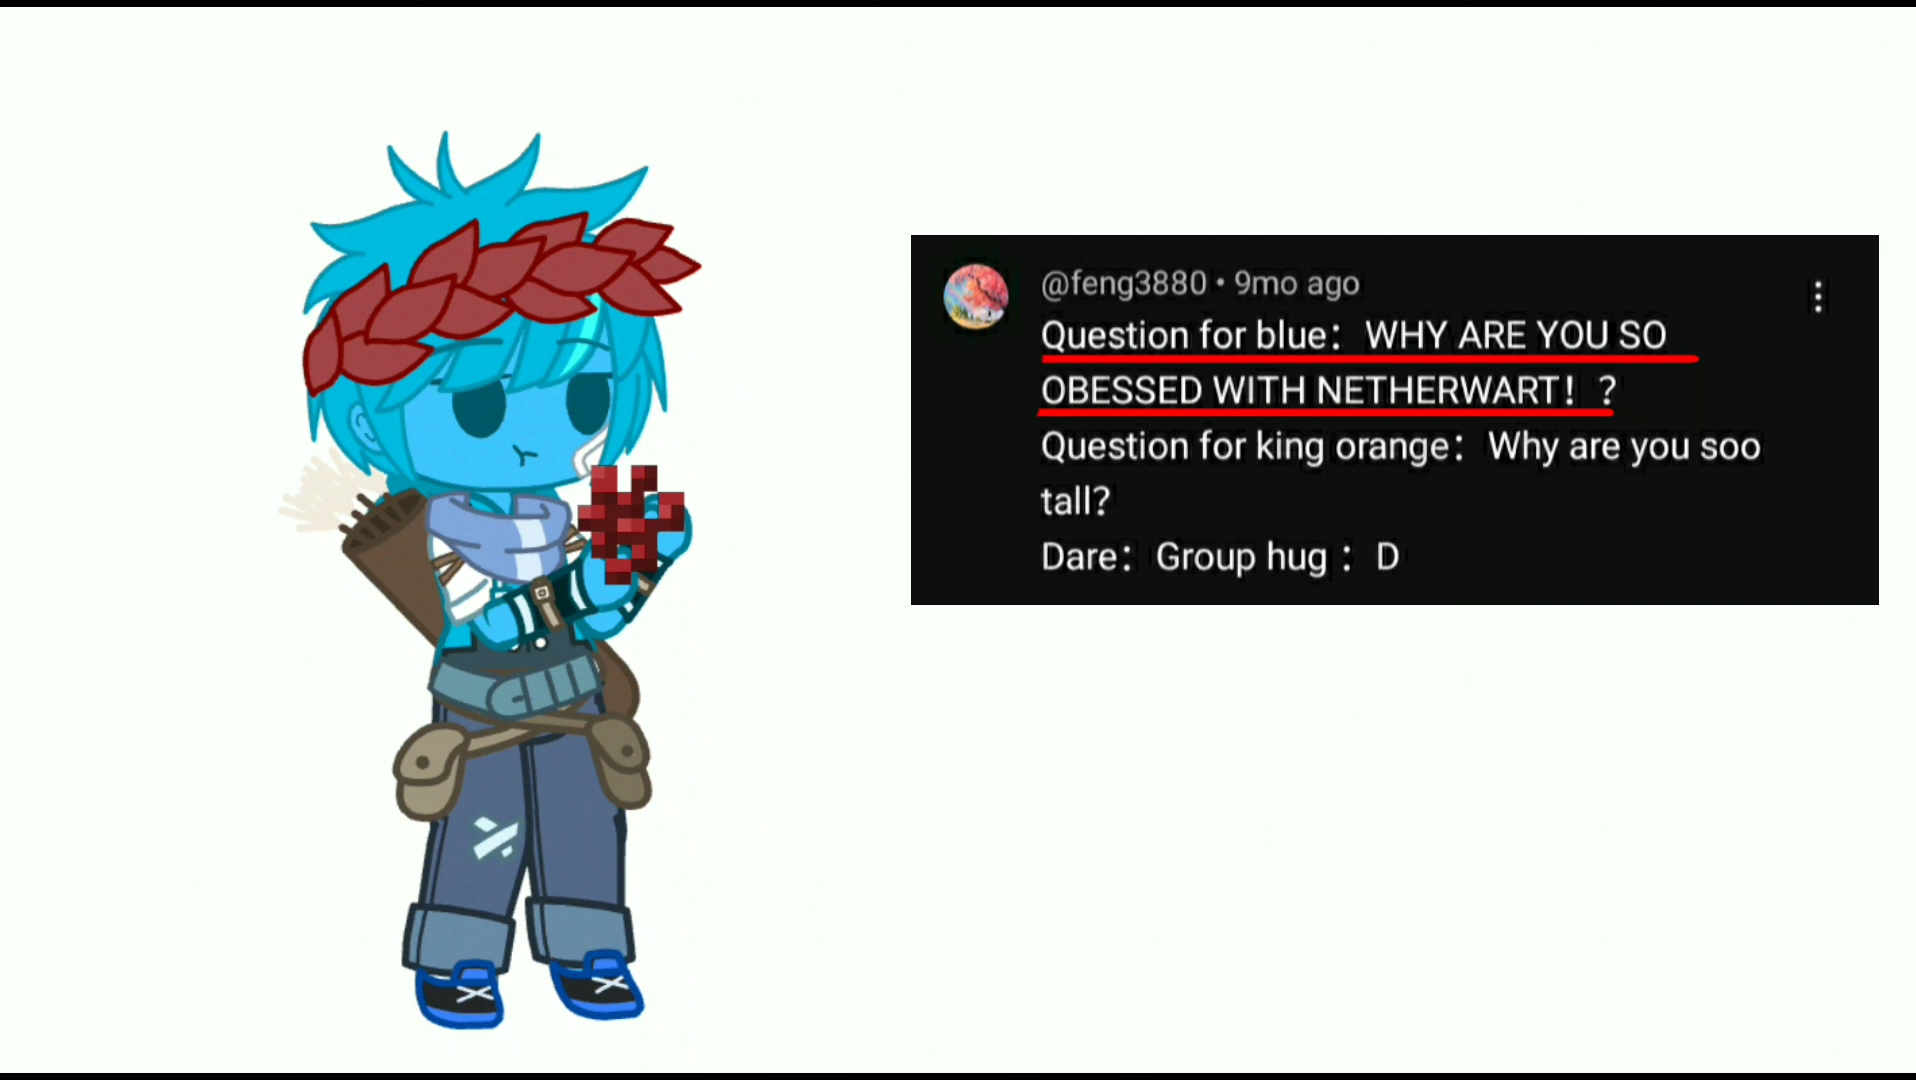 @feng3880 • 9mo ago
Question for blue： WHY ARE YOU SO
OBESSED WITH NETHERWART！？
Question for king orange： Why are you soo
tall?
Dare： Group hug： D